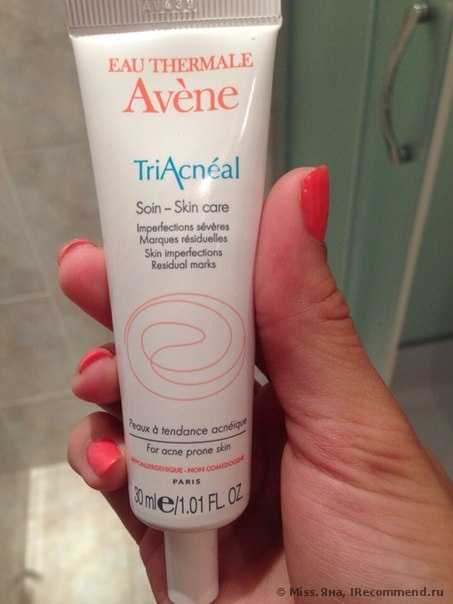 EAU THERMALE
Avène
TriAcnéal
Soin – Skin care
Imperfections sévères
Marques résiduelles
Skin imperfections
Residual marks
Peaux à tendance acnéique
For acne prone skin
HYPOALLERGENIQUE - NON COMEDOGENE
PARIS
30 ml e/1.01 FL. OZ
© Miss.Яна, IRecommend.ru